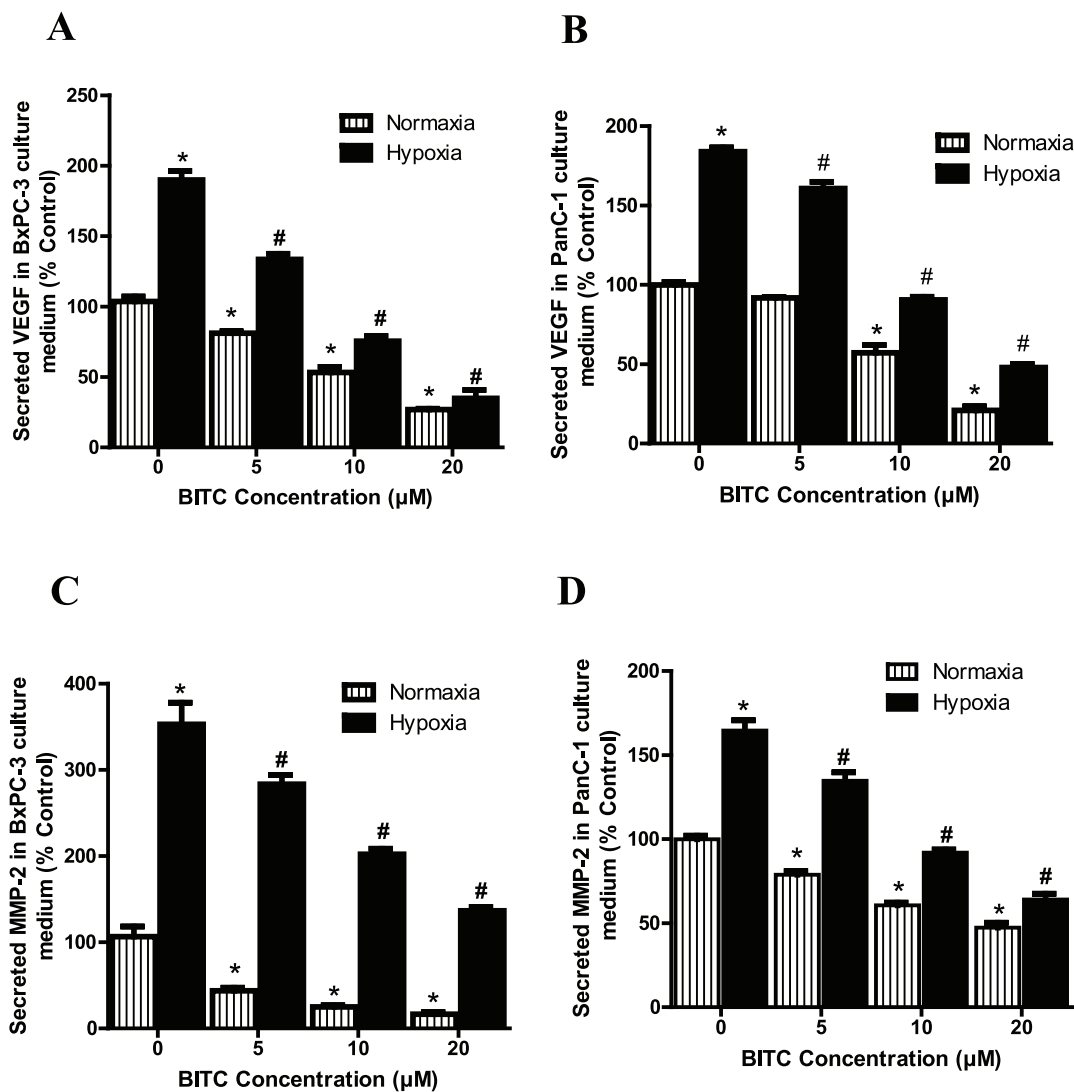 A
Secreted VEGF in BxPC-3 culture
medium (% Control)
250
200
150
100
50
0
Normaxia
Hypoxia
*
*
#
*
#
*
#
0 5 10 20
BITC Concentration (µM)
B
Secreted VEGF in PanC-1 culture
medium (% Control)
200
150
100
50
0
Normaxia
Hypoxia
*
#
*
#
*
#
0 5 10 20
BITC Concentration (µM)
C
Secreted MMP-2 in BxPC-3 culture
medium (% Control)
400
300
200
100
0
Normaxia
Hypoxia
*
*
#
*
#
*
#
0 5 10 20
BITC Concentration (µM)
D
Secreted MMP-2 in PanC-1 culture
medium (% Control)
200
150
100
50
0
Normaxia
Hypoxia
*
*
#
*
#
*
#
0 5 10 20
BITC Concentration (µM)